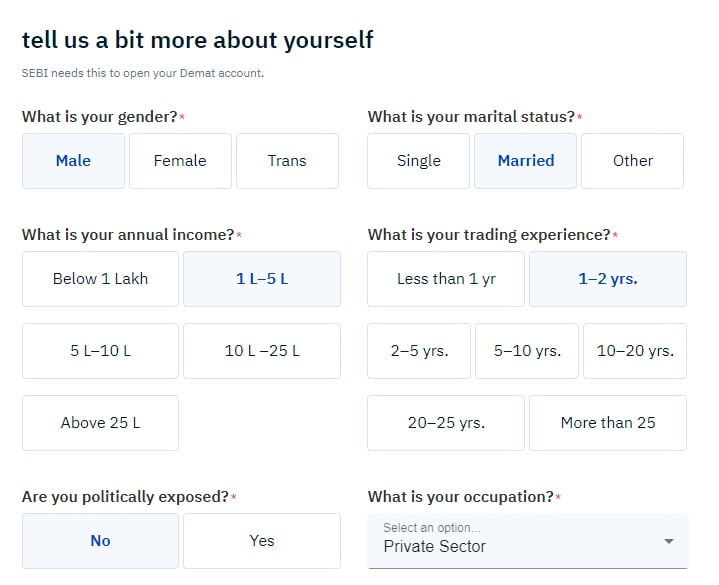 tell us a bit more about yourself
SEBI needs this to open your Demat account.
What is your gender?* What is your marital status?*
Male Female Trans Single Married Other
What is your annual income?* What is your trading experience?*
Below 1 Lakh 1 L–5 L Less than 1 yr 1–2 yrs.
5 L–10 L 10 L –25 L 2–5 yrs. 5–10 yrs. 10–20 yrs.
Above 25 L 20–25 yrs. More than 25
Are you politically exposed?* What is your occupation?*
No Yes Select an option...
Private Sector